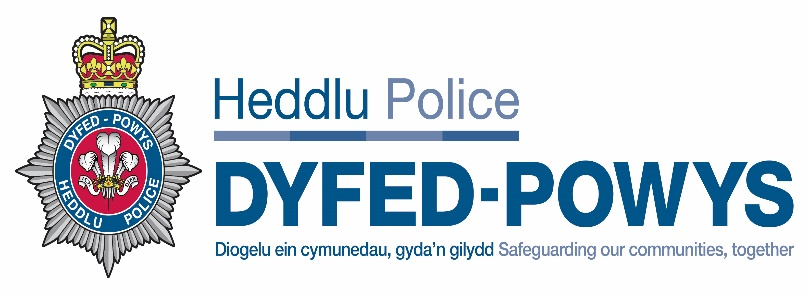 DYFED - POWYS
HEDDLU POLICE
Heddlu Police
DYFED-POWYS
Diogelu ein cymunedau, gyda'n gilydd Safeguarding our communities, together